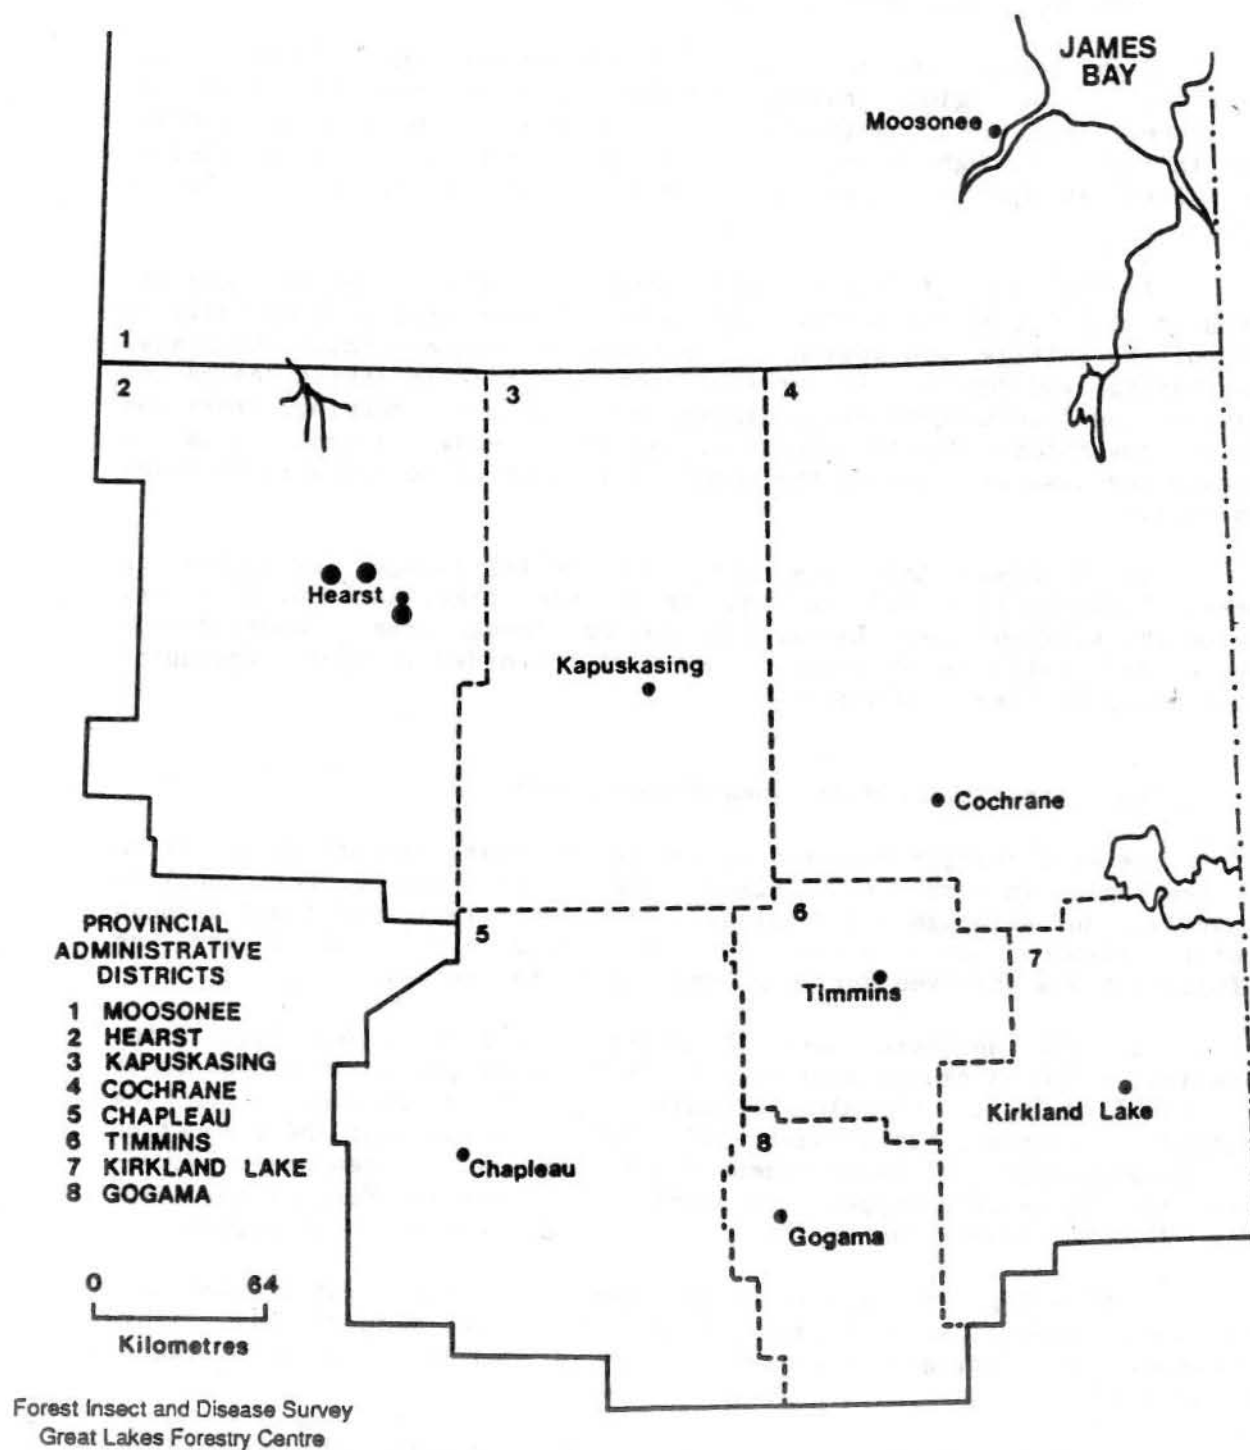 JAMES
BAY
Moosonee
1
2
3
4
Hearst
Kapuskasing
Cochrane
5
6
7
Timmins
Kirkland Lake
8
Chapleau
Gogama
PROVINCIAL
ADMINISTRATIVE
DISTRICTS
1 MOOSONEE
2 HEARST
3 KAPUSKASING
4 COCHRANE
5 CHAPLEAU
6 TIMMINS
7 KIRKLAND LAKE
8 GOGAMA
0 64
Kilometres
Forest Insect and Disease Survey
Great Lakes Forestry Centre